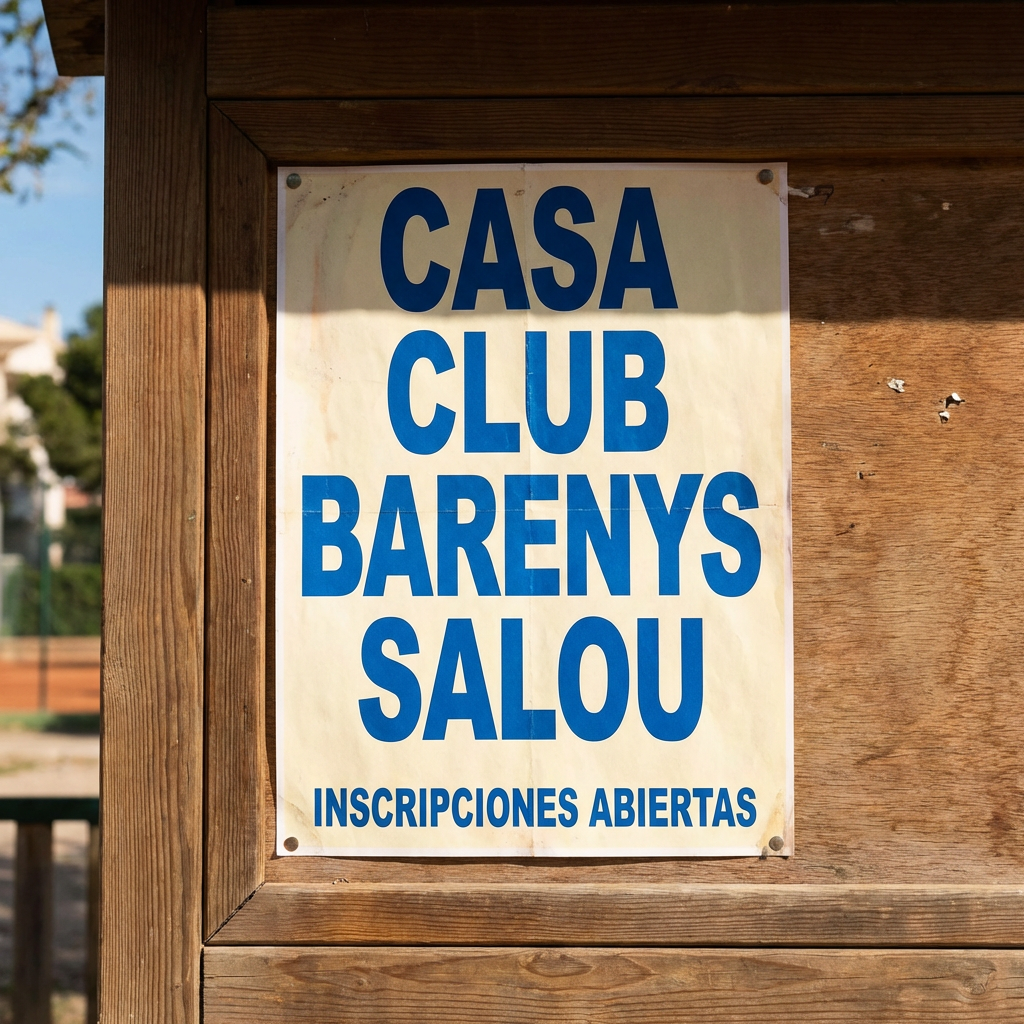 CASA
CLUB
BARENYS
SALOU
INSCRIPCIONES ABIERTAS